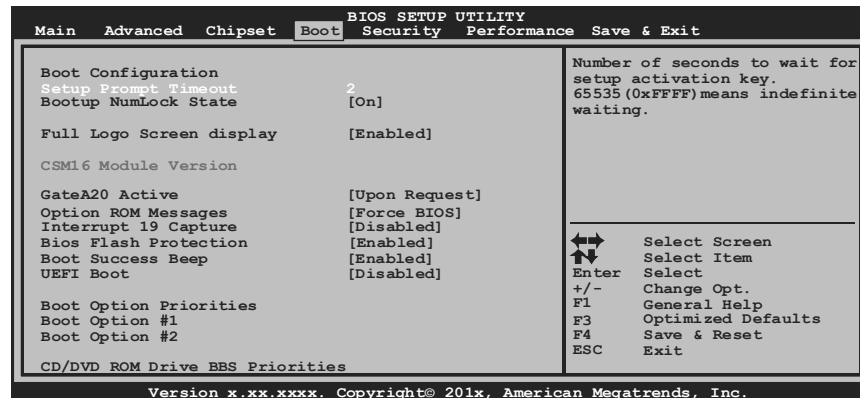 BIOS SETUP UTILITY
Main Advanced Chipset Boot Security Performance Save & Exit
Boot Configuration
Setup Prompt Timeout 2
Bootup NumLock State [On]
Full Logo Screen display [Enabled]
CSM16 Module Version
GateA20 Active [Upon Request]
Option ROM Messages [Force BIOS]
Interrupt 19 Capture [Disabled]
Bios Flash Protection [Enabled]
Boot Success Beep [Enabled]
UEFI Boot [Disabled]
Boot Option Priorities
Boot Option #1
Boot Option #2
CD/DVD ROM Drive BBS Priorities
Number of seconds to wait for
setup activation key.
65535(0xFFFF)means indefinite
waiting.
Select Screen
Select Item
Enter Select
+/- Change Opt.
F1 General Help
F3 Optimized Defaults
F4 Save & Reset
ESC Exit
Version x.xx.xxxx. Copyright© 201x, American Megatrends, Inc.